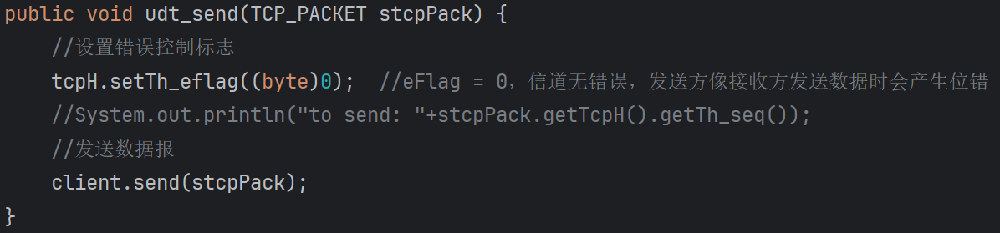 public void udt_send(TCP_PACKET stcpPack) {
//设置错误控制标志
tcpH.setTh_eflag((byte)0);  //eFlag = 0，信道无错误，发送方像接收方发送数据时会产生位错
//System.out.println("to send: "+stcpPack.getTcpH().getTh_seq());
//发送数据报
client.send(stcpPack);
}